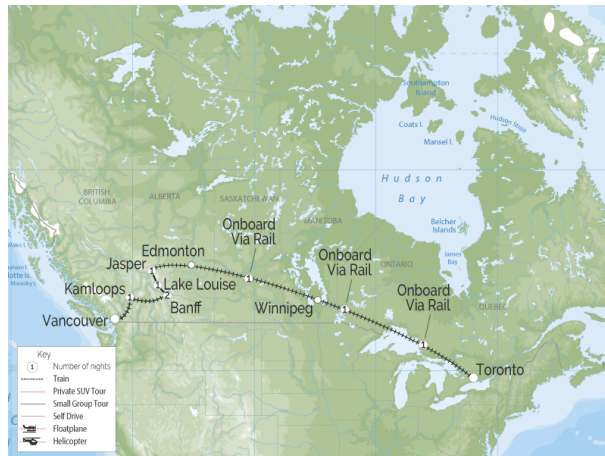 Southampton
Island
Coats I.
Mansel I.
Hudson Strait
Hudson
Bay
BRITISH
COLUMBIA
ALBERTA
SASKATCHEWAN
MANITOBA
Belcher
Islands
James
Bay
ONTARIO
QUEBEC
Onboard
Via Rail
1
Onboard
Via Rail
1
Onboard
Via Rail
1
Edmonton
Jasper
1
Lake Louise
1
Kamloops
1
2
Banff
Vancouver
Winnipeg
Toronto
Key
1 Number of nights
Train
Private SUV Tour
Small Group Tour
Self Drive
Floatplane
Helicopter